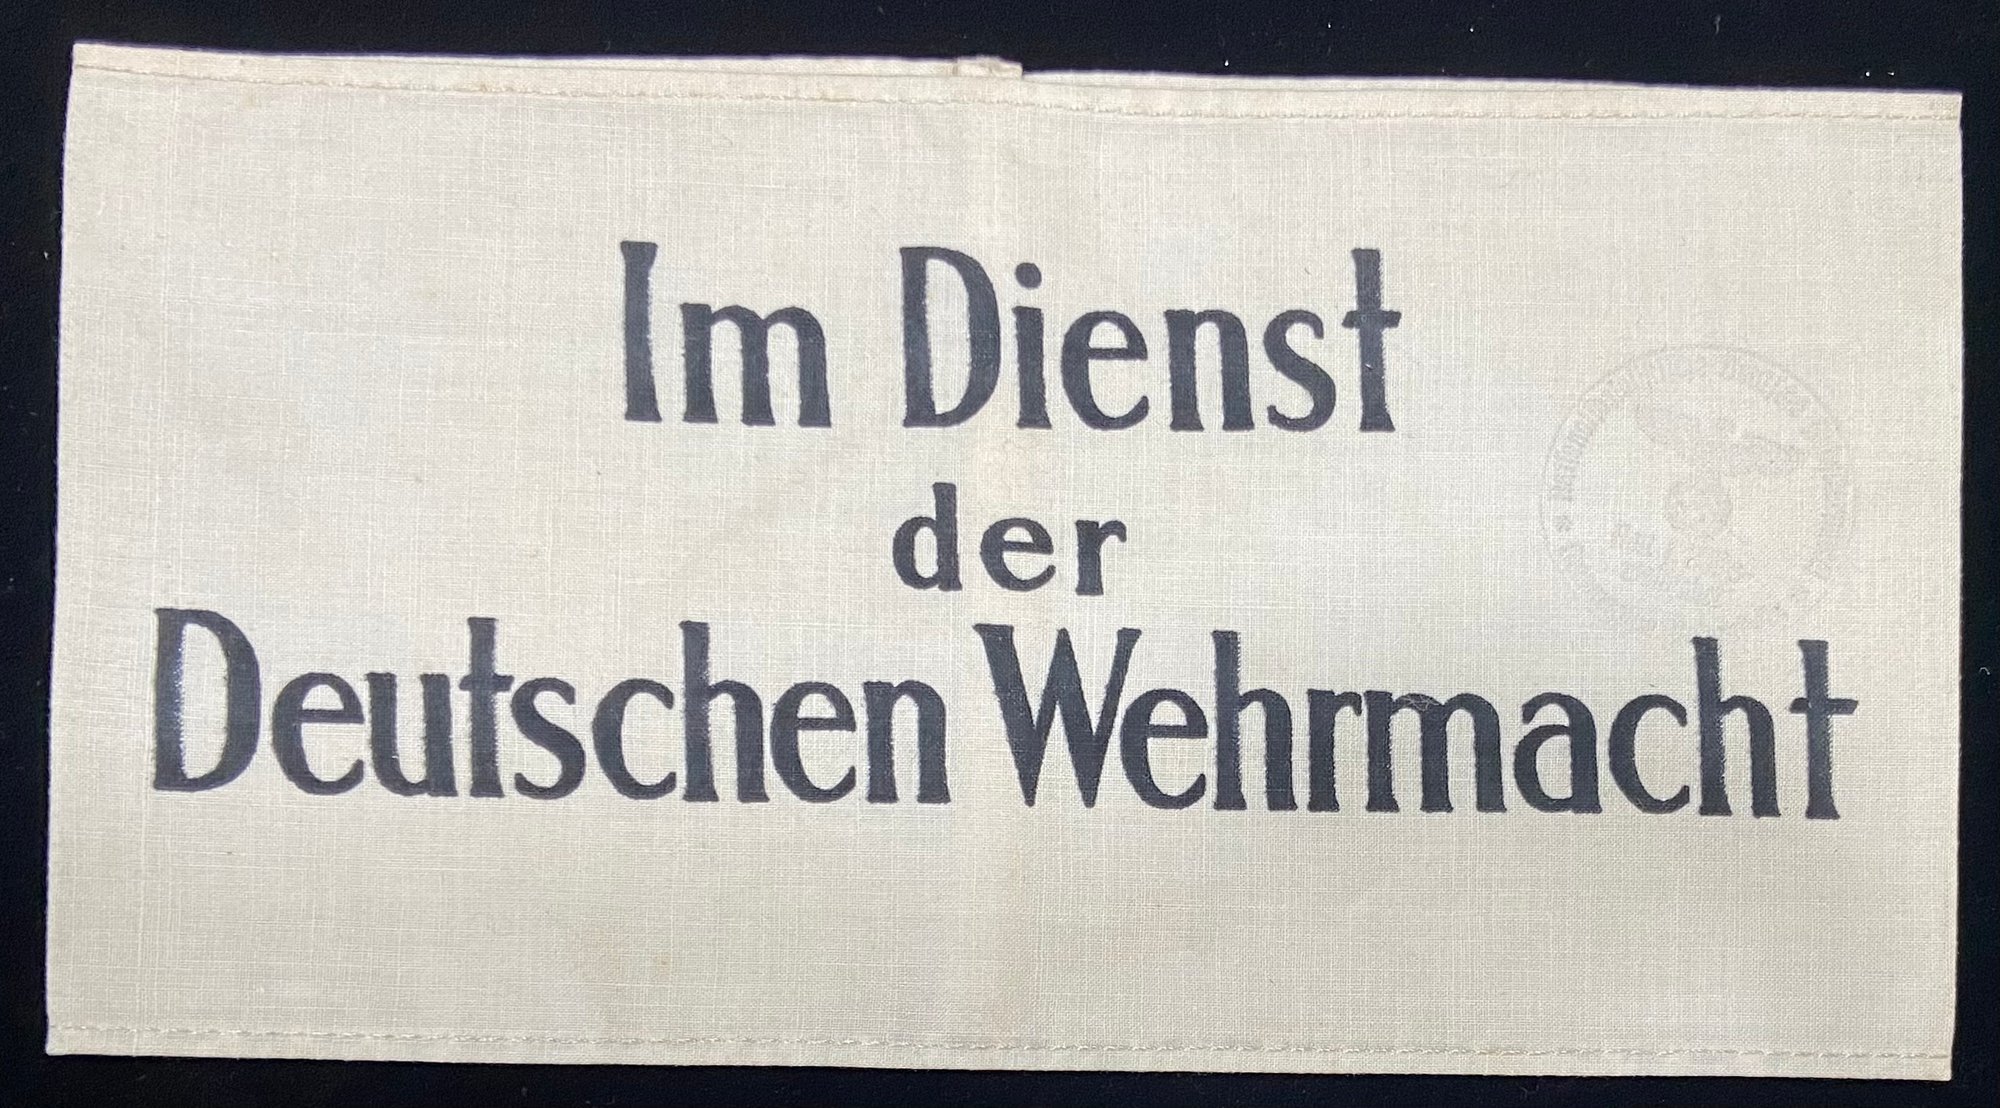 Im Dienst
der
Deutschen Wehrmacht